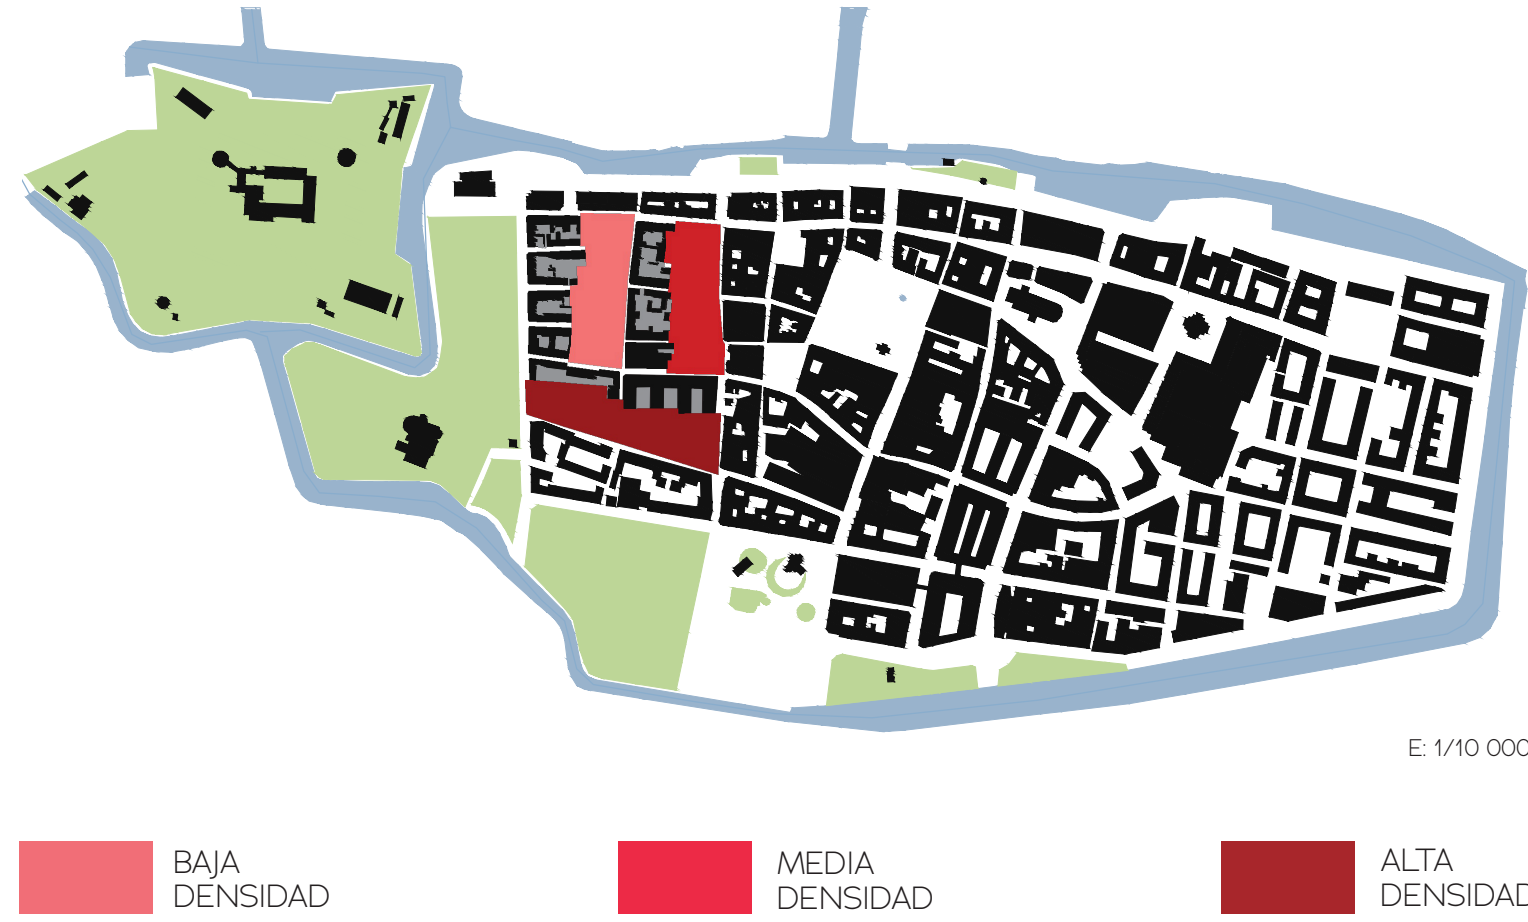 E: 1/10 000
BAJA
DENSIDAD
MEDIA
DENSIDAD
ALTA
DENSIDAD